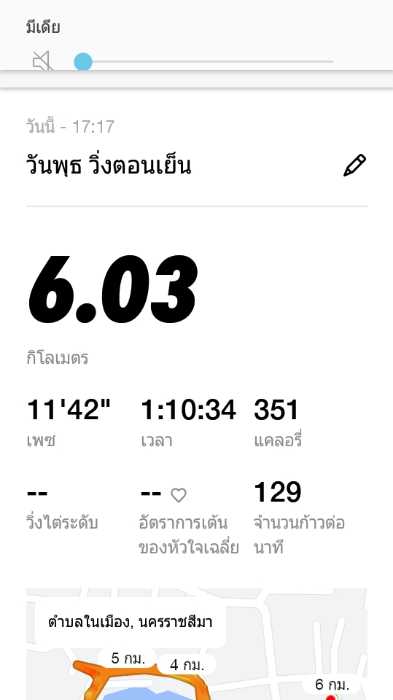 มีเดีย
วันนี้ - 17:17
วันพุธ วิ่งตอนเย็น
6.03
กิโลเมตร
11'42" 1:10:34 351
เพซ เวลา แคลอรี่
-- -- 129
วิ่งไต่ระดับ อัตราการเต้น จำนวนก้าวต่อ
ของหัวใจเฉลี่ย นาที
ตำบลในเมือง, นครราชสีมา
5 กม. 4 กม.
6 กม.